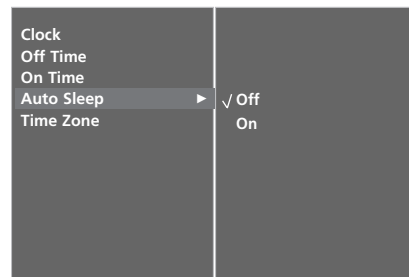 Clock
Off Time
On Time
Auto Sleep ► √ Off
Time Zone On